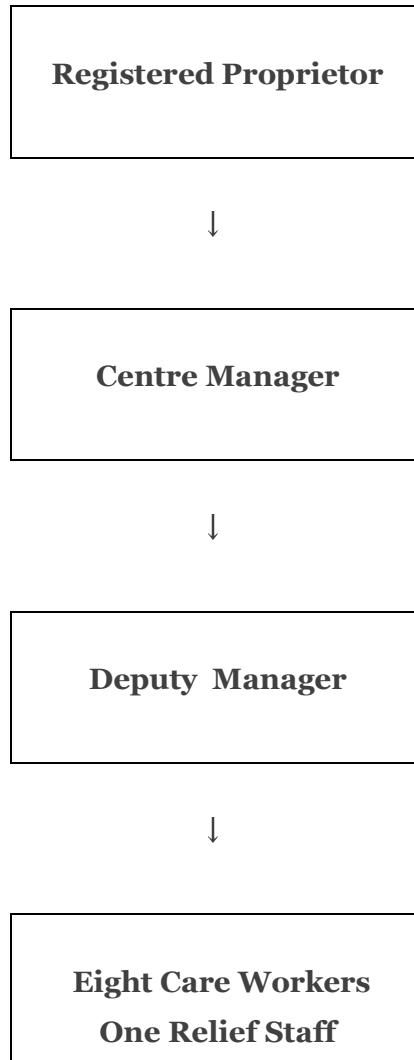 Registered Proprietor
↓
Centre Manager
↓
Deputy Manager
↓
Eight Care Workers
One Relief Staff